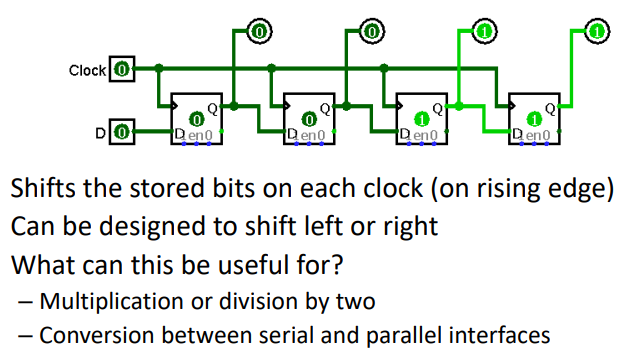 0 0 1 1
Clock 0
Q Q Q Q
0 0 1 1
D 0 D en0 D en0 D en0 D en0
Shifts the stored bits on each clock (on rising edge)
Can be designed to shift left or right
What can this be useful for?
– Multiplication or division by two
– Conversion between serial and parallel interfaces